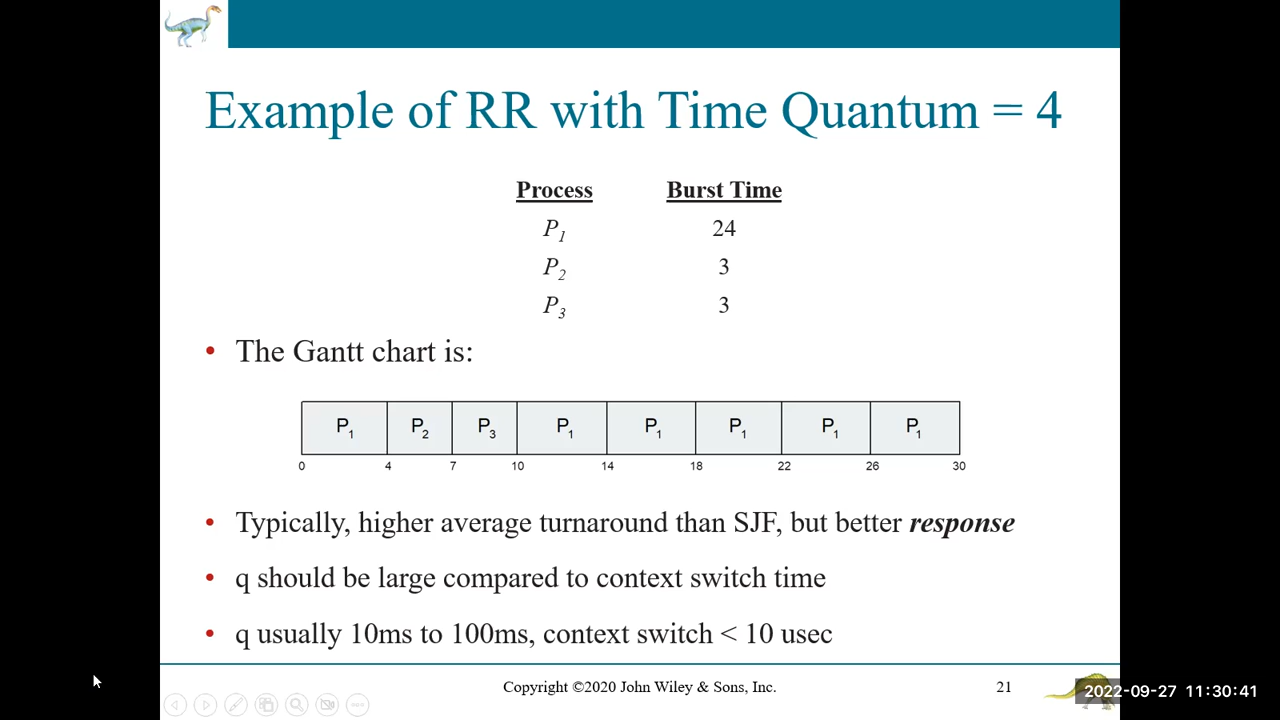 Example of RR with Time Quantum = 4
Process Burst Time
P1 24
P2 3
P3 3
• The Gantt chart is:
P1 P2 P3 P1 P1 P1 P1 P1
0 4 7 10 14 18 22 26 30
• Typically, higher average turnaround than SJF, but better response
• q should be large compared to context switch time
• q usually 10ms to 100ms, context switch < 10 usec
Copyright ©2020 John Wiley & Sons, Inc. 21
2022-09-27 11:30:41